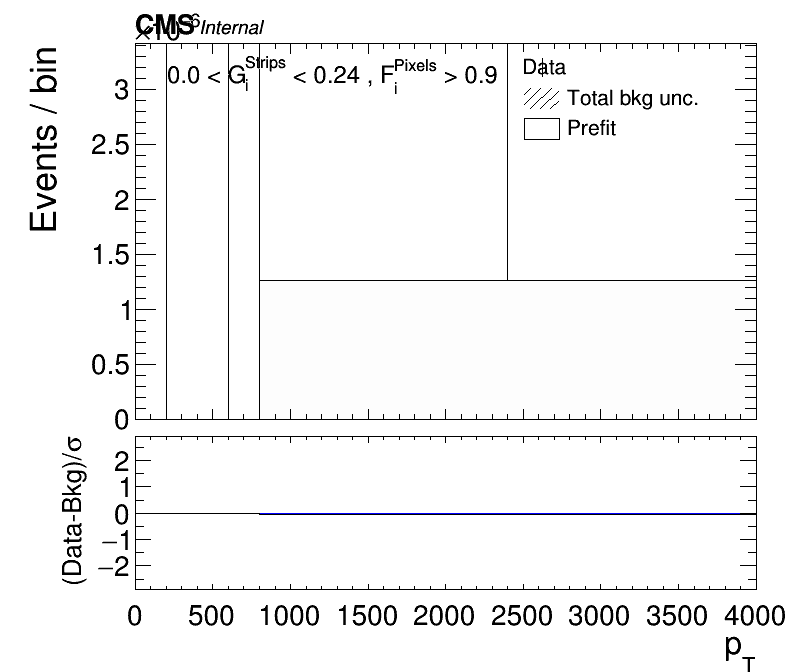 CMS Internal
×10⁻⁶
0.0 < G_i^Strips < 0.24 , F_i^Pixels > 0.9
Data
Total bkg unc.
Prefit
Events / bin
3
2.5
2
1.5
1
0.5
0
(Data-Bkg)/σ
2
1
0
−1
−2
0 500 1000 1500 2000 2500 3000 3500 4000
p_T